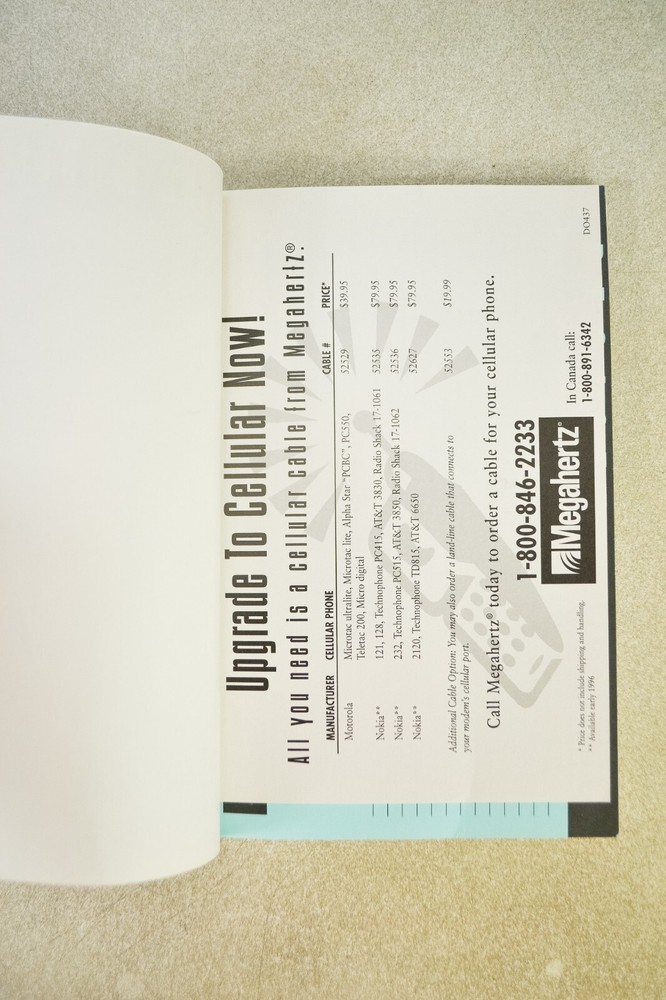 Upgrade To Cellular Now!
All you need is a cellular cable from Megahertz®.
MANUFACTURER CELLULAR PHONE CABLE # PRICE*
Motorola Microtac ultralite, Microtac lite, Alpha Star "PCBC", PC550, 52529 $39.95
Teletac 200, Micro digital
Nokia** 121, 128, Technophone PC415, AT&T 3830, Radio Shack 17-1061 52535 $79.95
Nokia** 232, Technophone PC515, AT&T 3850, Radio Shack 17-1062 52536 $79.95
Nokia** 2120, Technophone TD815, AT&T 6650 52627 $79.95
Additional Cable Option: You may also order a land-line cable that connects to 52553 $19.99
your modem's cellular port.
Call Megahertz® today to order a cable for your cellular phone.
1-800-846-2233
Megahertz®
In Canada call:
1-800-891-6342
* Price does not include shipping and handling.
** Available early 1996
DO437